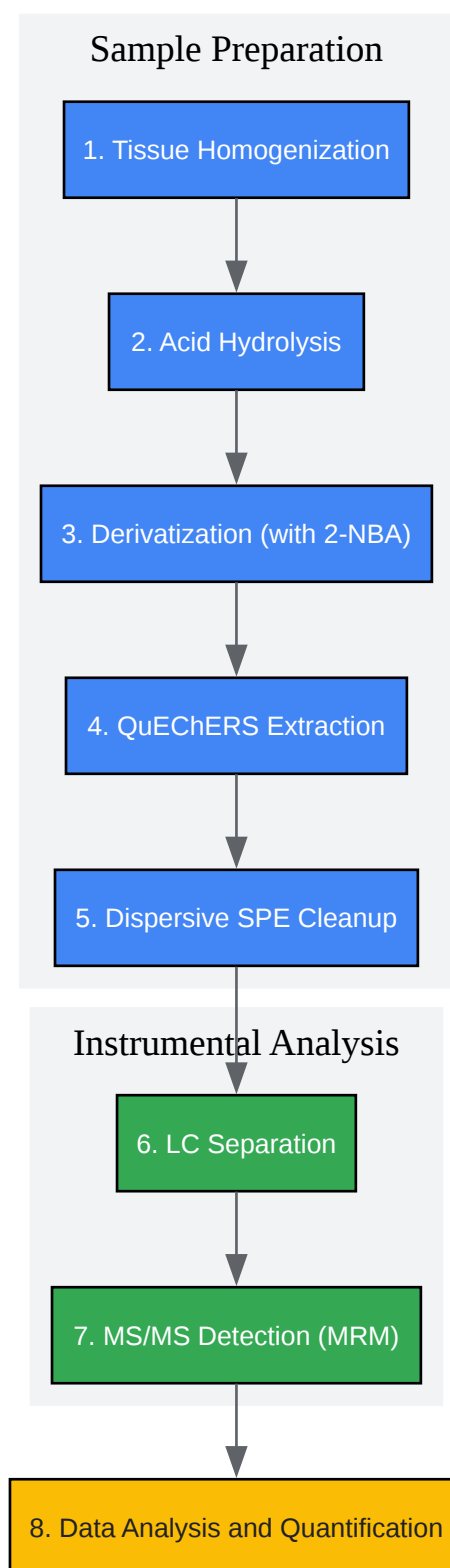 Sample Preparation
1. Tissue Homogenization
2. Acid Hydrolysis
3. Derivatization (with 2-NBA)
4. QuEChERS Extraction
5. Dispersive SPE Cleanup
Instrumental Analysis
6. LC Separation
7. MS/MS Detection (MRM)
8. Data Analysis and Quantification